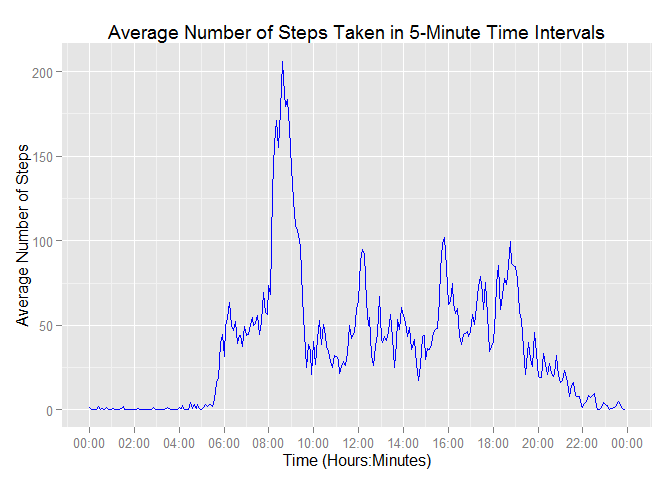 Average Number of Steps Taken in 5-Minute Time Intervals
Average Number of Steps
200
150
100
50
0
00:00 02:00 04:00 06:00 08:00 10:00 12:00 14:00 16:00 18:00 20:00 22:00 00:00
Time (Hours:Minutes)